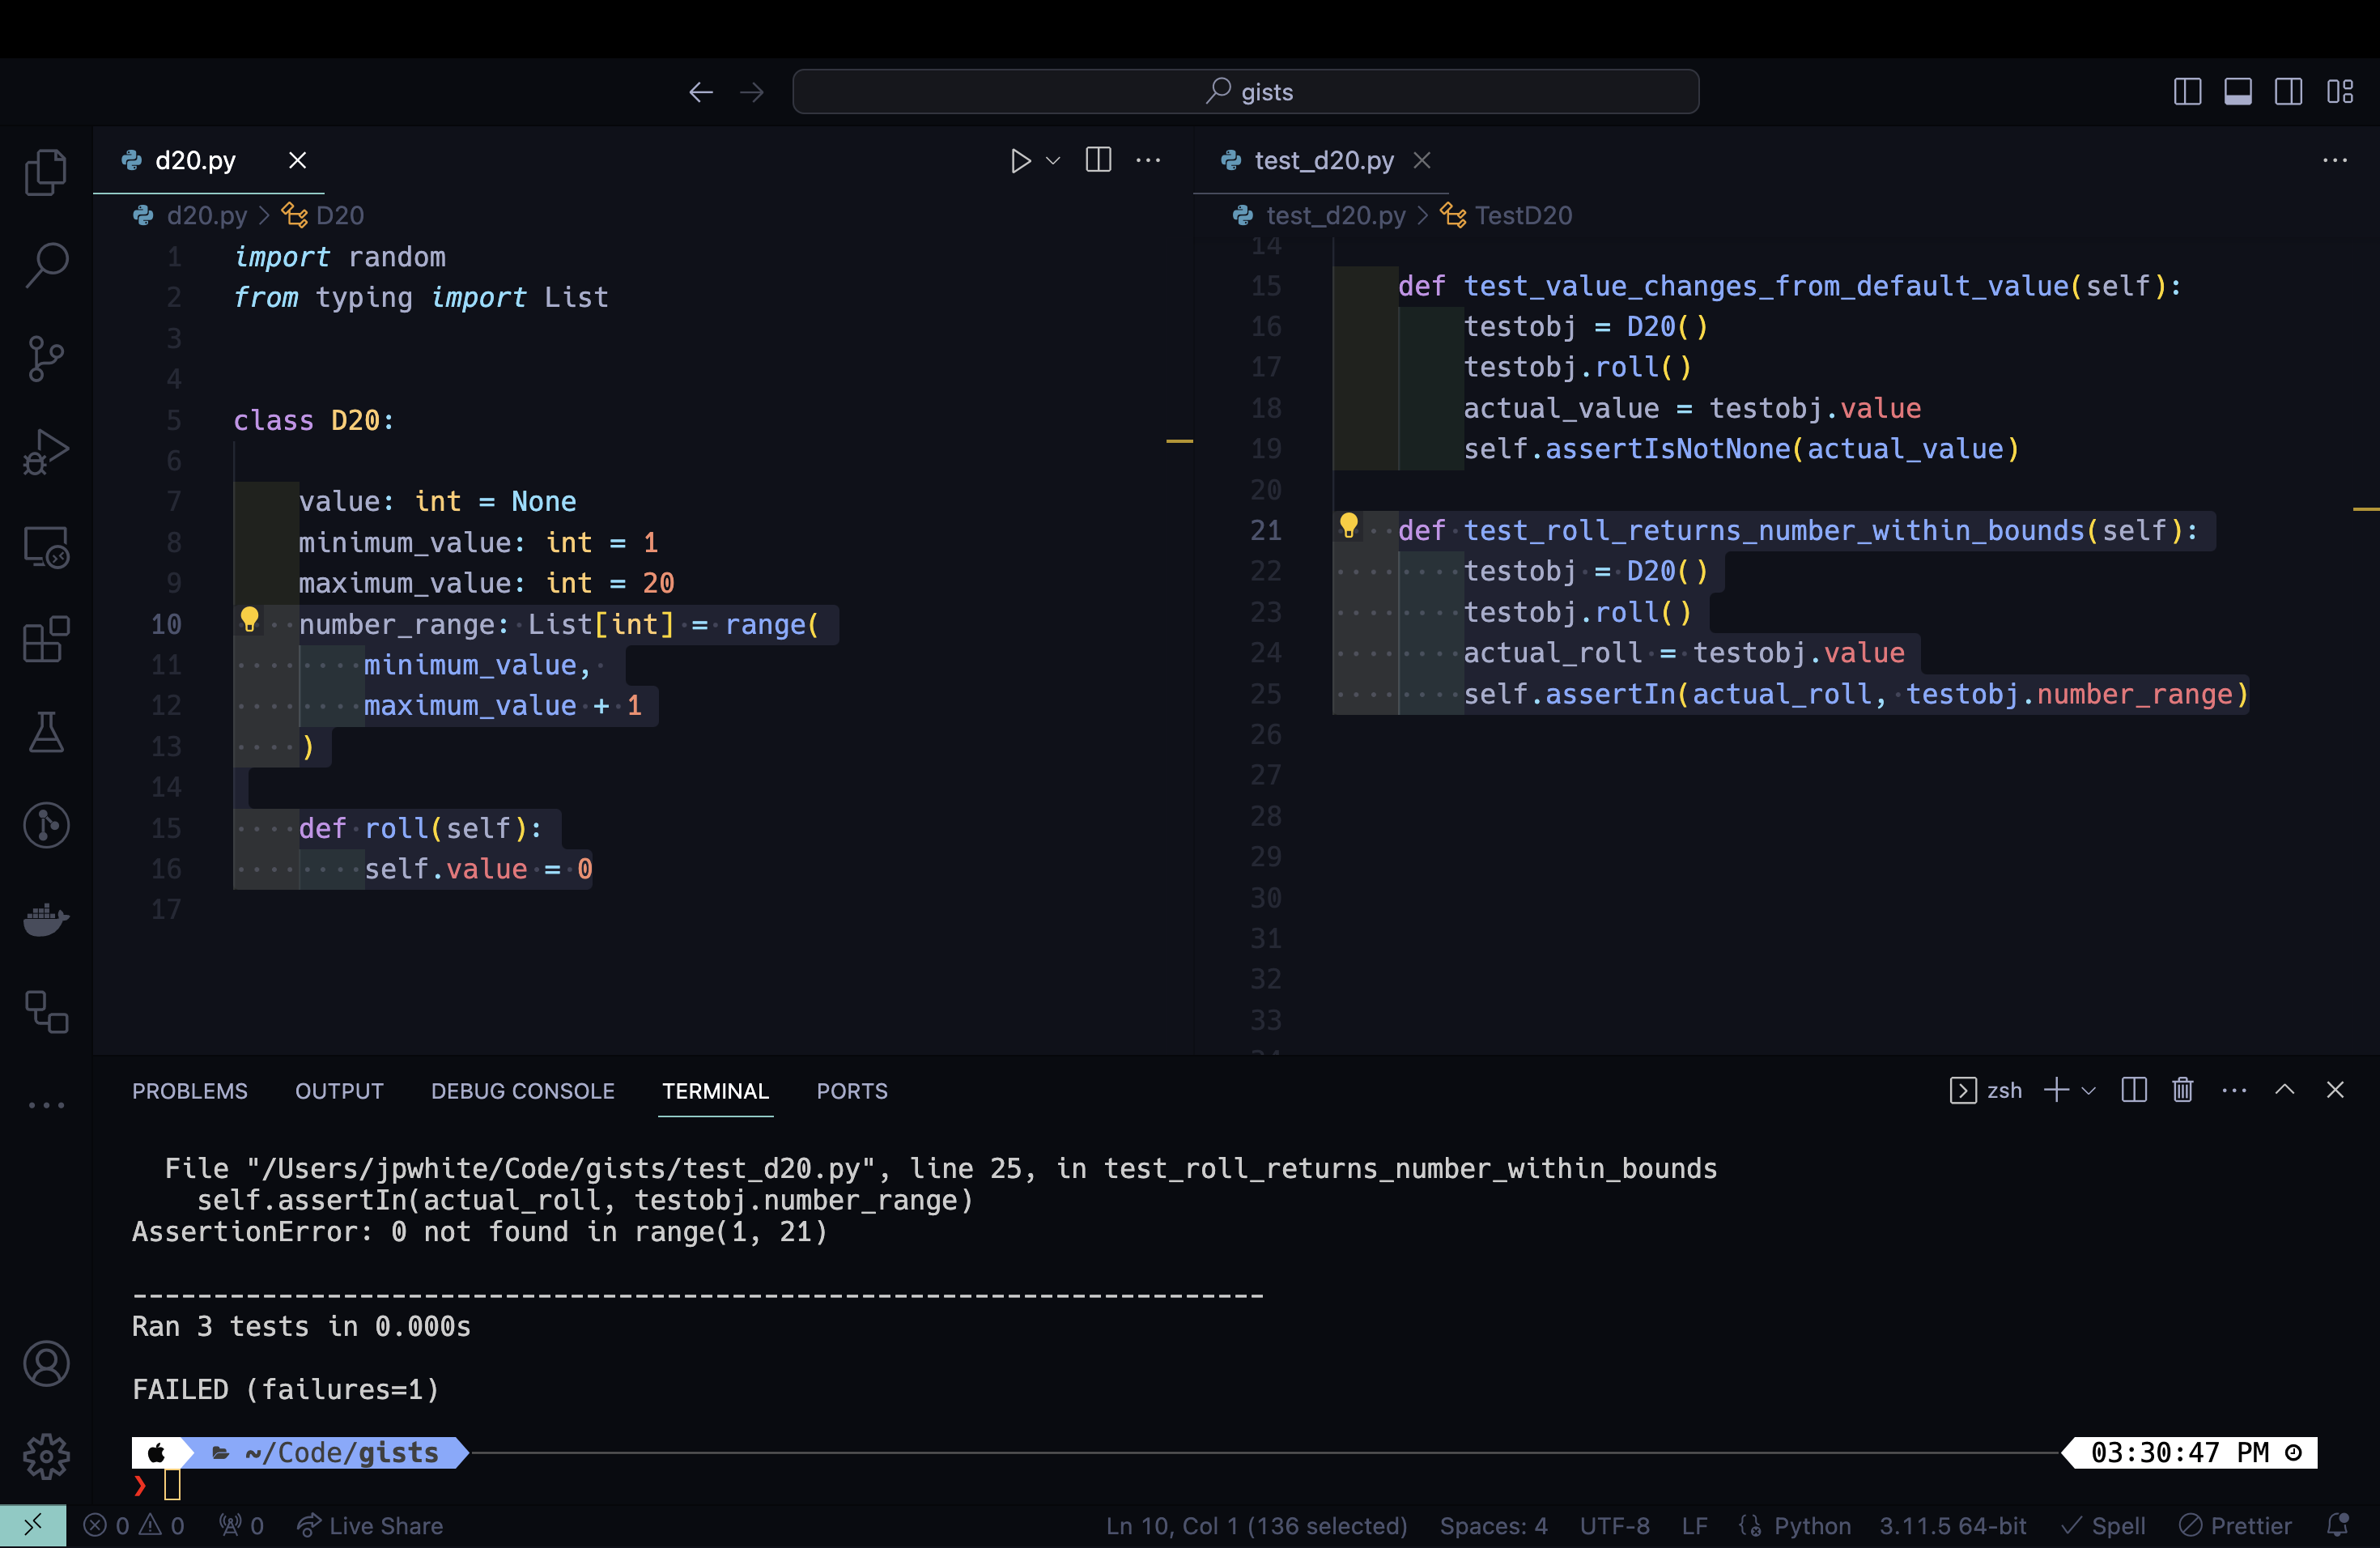 gists
d20.py
d20.py > D20
1 import random
2 from typing import List
3
4
5 class D20:
6
7     value: int = None
8     minimum_value: int = 1
9     maximum_value: int = 20
10     number_range: List[int] = range(
11         minimum_value,
12         maximum_value + 1
13     )
14
15     def roll(self):
16         self.value = 0
17
test_d20.py
test_d20.py > TestD20
14
15     def test_value_changes_from_default_value(self):
16         testobj = D20()
17         testobj.roll()
18         actual_value = testobj.value
19         self.assertIsNotNone(actual_value)
20
21     def test_roll_returns_number_within_bounds(self):
22         testobj = D20()
23         testobj.roll()
24         actual_roll = testobj.value
25         self.assertIn(actual_roll, testobj.number_range)
26
27
28
29
30
31
32
33
PROBLEMS OUTPUT DEBUG CONSOLE TERMINAL PORTS zsh
  File "/Users/jpwhite/Code/gists/test_d20.py", line 25, in test_roll_returns_number_within_bounds
    self.assertIn(actual_roll, testobj.number_range)
AssertionError: 0 not found in range(1, 21)
----------------------------------------------------------------------
Ran 3 tests in 0.000s
FAILED (failures=1)
~/Code/gists 03:30:47 PM
❯
0 0 0 Live Share Ln 10, Col 1 (136 selected) Spaces: 4 UTF-8 LF Python 3.11.5 64-bit Spell Prettier